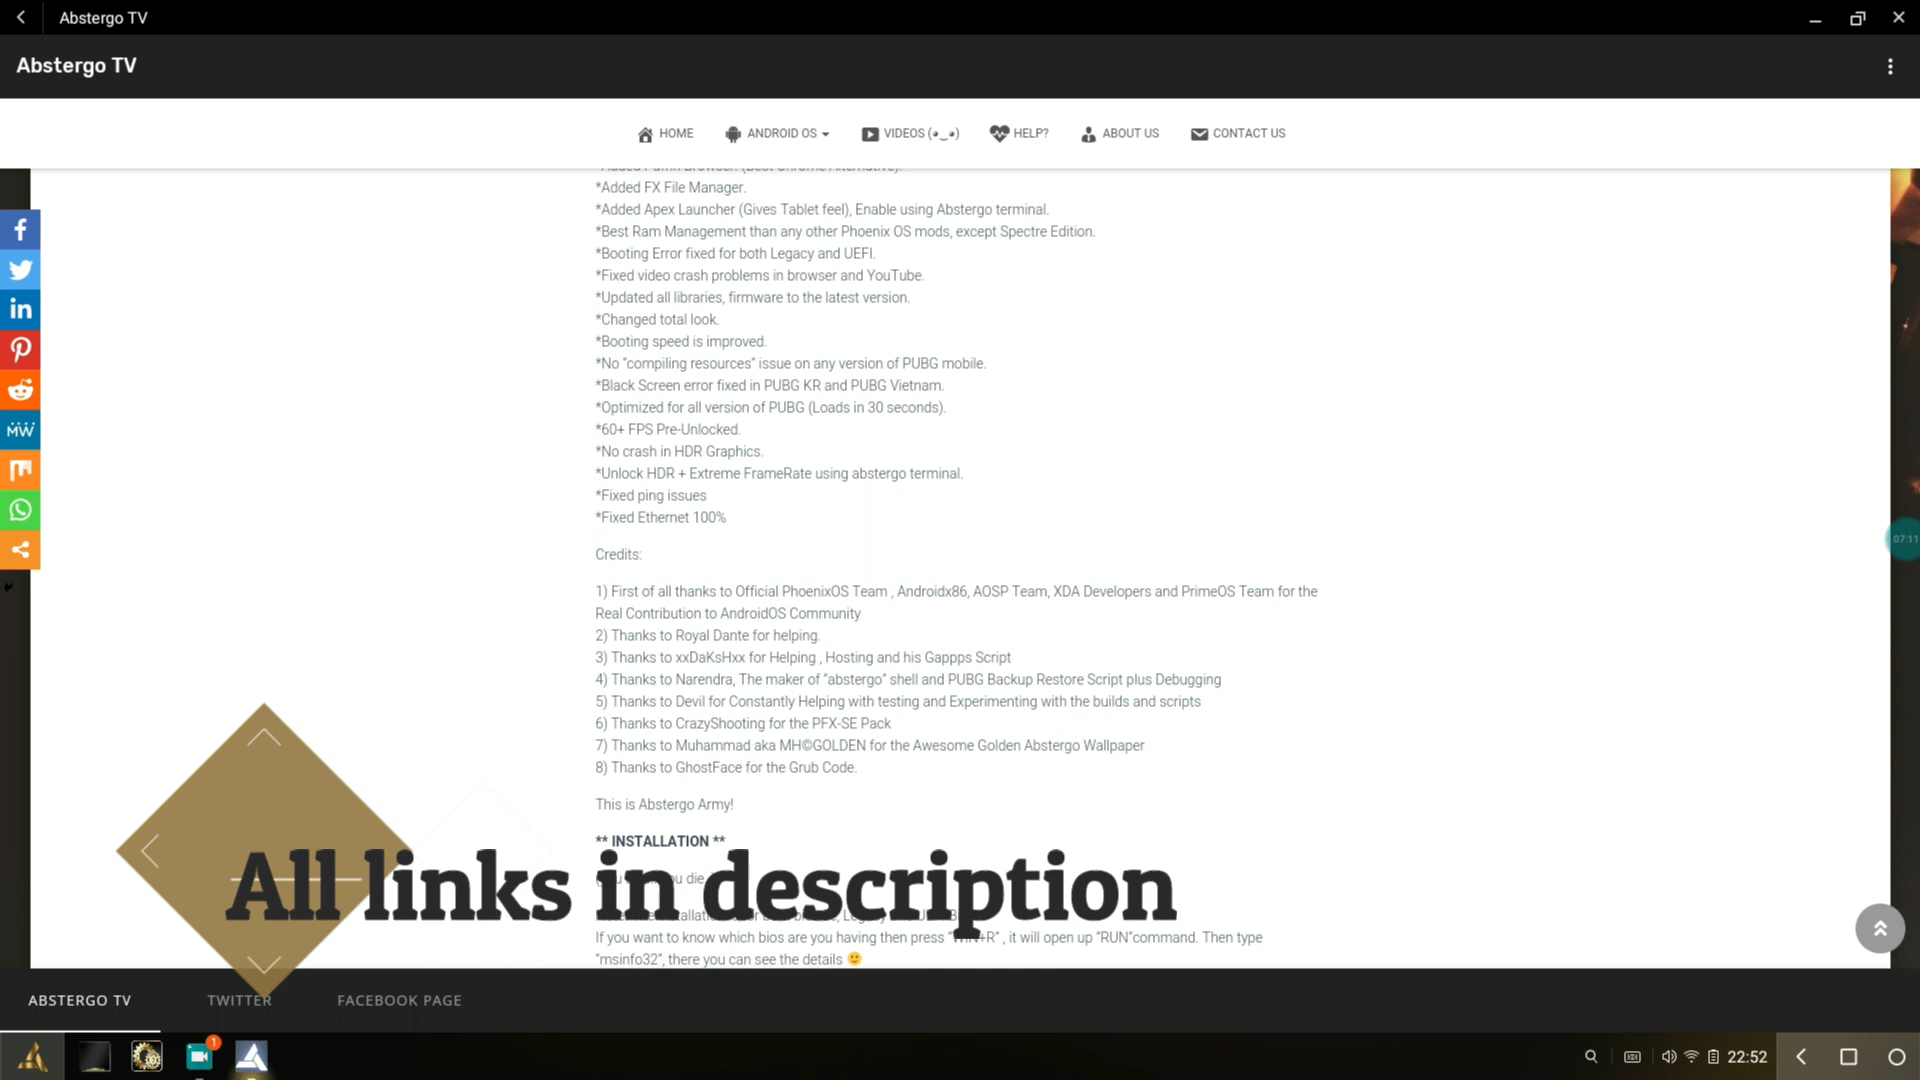 Abstergo TV
Abstergo TV
HOME ANDROID OS VIDEOS (◕‿◕) HELP? ABOUT US CONTACT US
*Added FX File Manager.
*Added Apex Launcher (Gives Tablet feel), Enable using Abstergo terminal.
*Best Ram Management than any other Phoenix OS mods, except Spectre Edition.
*Booting Error fixed for both Legacy and UEFI.
*Fixed video crash problems in browser and YouTube.
*Updated all libraries, firmware to the latest version.
*Changed total look.
*Booting speed is improved.
*No “compiling resources” issue on any version of PUBG mobile.
*Black Screen error fixed in PUBG KR and PUBG Vietnam.
*Optimized for all version of PUBG (Loads in 30 seconds).
*60+ FPS Pre-Unlocked.
*No crash in HDR Graphics.
*Unlock HDR + Extreme FrameRate using abstergo terminal.
*Fixed ping issues
*Fixed Ethernet 100%
07:11
Credits:
1) First of all thanks to Official PhoenixOS Team , Androidx86, AOSP Team, XDA Developers and PrimeOS Team for the
Real Contribution to AndroidOS Community
2) Thanks to Royal Dante for helping.
3) Thanks to xxDaKsHxx for Helping , Hosting and his Gappps Script
4) Thanks to Narendra, The maker of “abstergo” shell and PUBG Backup Restore Script plus Debugging
5) Thanks to Devil for Constantly Helping with testing and Experimenting with the builds and scripts
6) Thanks to CrazyShooting for the PFX-SE Pack
7) Thanks to Muhammad aka MH©GOLDEN for the Awesome Golden Abstergo Wallpaper
8) Thanks to GhostFace for the Grub Code.
This is Abstergo Army!
** INSTALLATION **
All links in description
If you want to know which bios are you having then press “WIN+R” , it will open up “RUN”command. Then type
“msinfo32”, there you can see the details 🙂
ABSTERGO TV TWITTER FACEBOOK PAGE
1
22:52